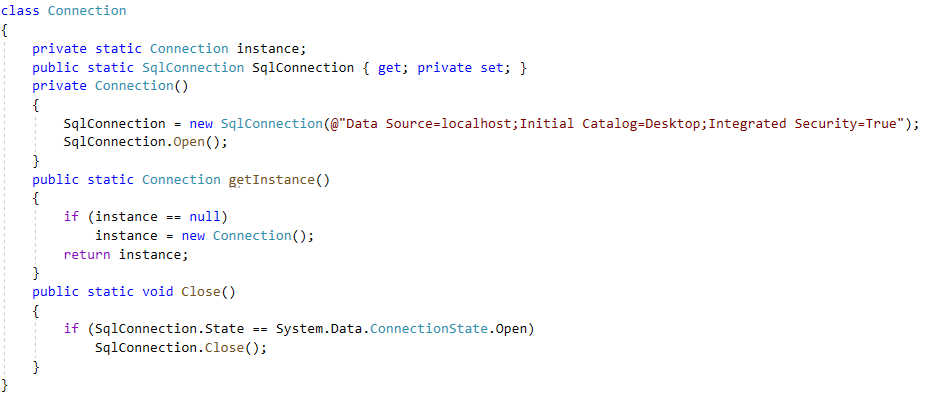 class Connection
{
    private static Connection instance;
    public static SqlConnection SqlConnection { get; private set; }
    private Connection()
    {
        SqlConnection = new SqlConnection(@"Data Source=localhost;Initial Catalog=Desktop;Integrated Security=True");
        SqlConnection.Open();
    }
    public static Connection getInstance()
    {
        if (instance == null)
            instance = new Connection();
        return instance;
    }
    public static void Close()
    {
        if (SqlConnection.State == System.Data.ConnectionState.Open)
            SqlConnection.Close();
    }
}